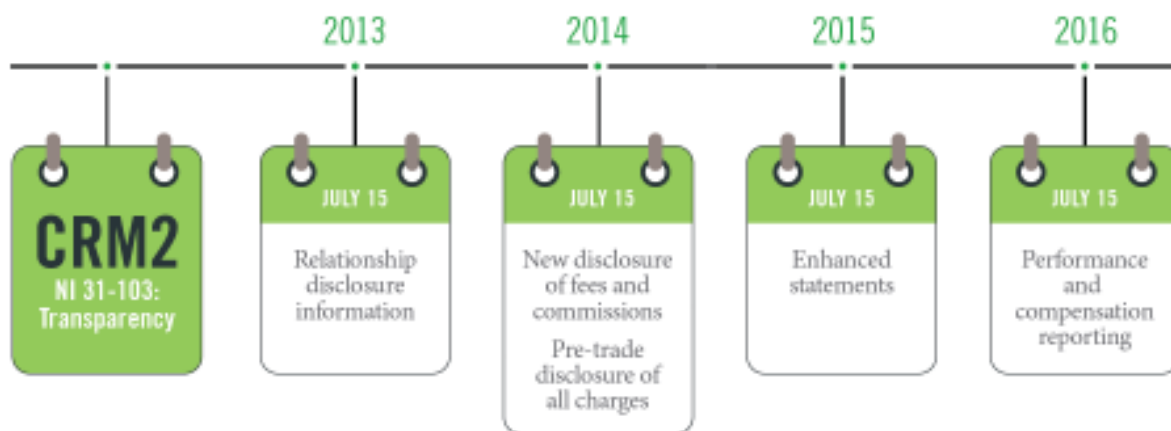 2013
2014
2015
2016
CRM2
NI 31-103:
Transparency
JULY 15
Relationship
disclosure
information
JULY 15
New disclosure
of fees and
commissions
Pre-trade
disclosure of
all charges
JULY 15
Enhanced
statements
JULY 15
Performance
and
compensation
reporting